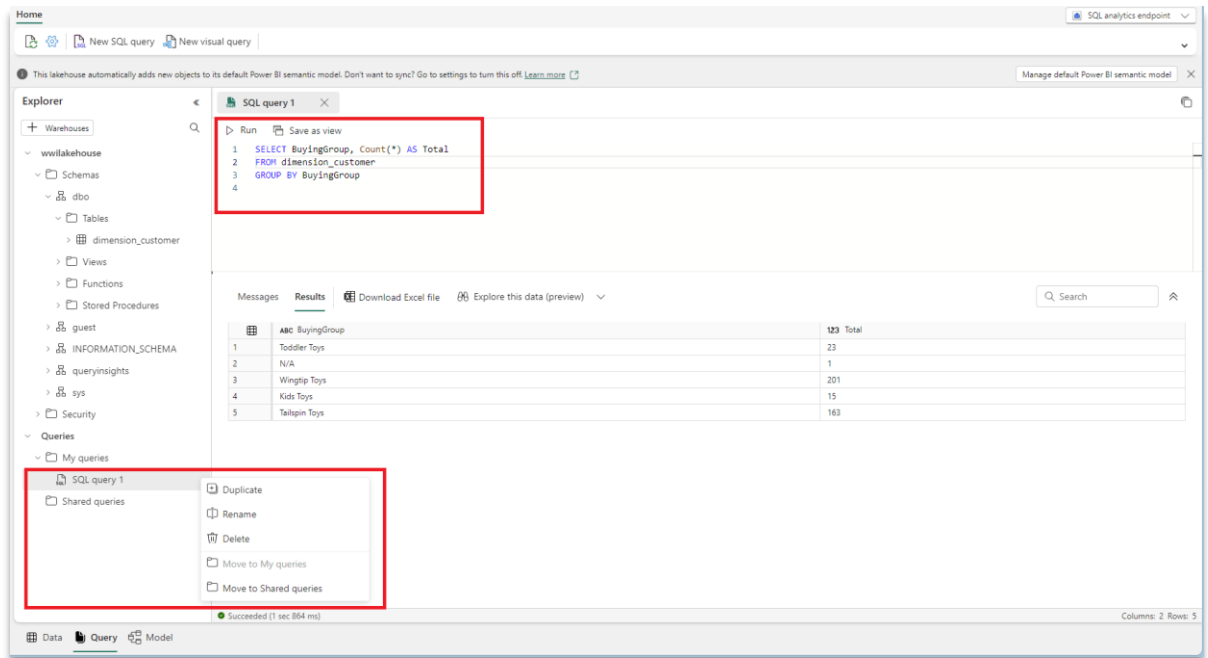 Home
SQL analytics endpoint
New SQL query New visual query
This lakehouse automatically adds new objects to its default Power BI semantic model. Don't want to sync? Go to settings to turn this off. Learn more
Manage default Power BI semantic model
Explorer
+ Warehouses
wwilakehouse
Schemas
dbo
Tables
dimension_customer
Views
Functions
Stored Procedures
guest
INFORMATION_SCHEMA
queryinsights
sys
Security
Queries
My queries
SQL query 1
Shared queries
SQL query 1
Run Save as view
1 SELECT BuyingGroup, Count(*) AS Total
2 FROM dimension_customer
3 GROUP BY BuyingGroup
4
Messages Results Download Excel file Explore this data (preview)
Search
ABC BuyingGroup 123 Total
1 Toddler Toys 23
2 N/A 1
3 Wingtip Toys 201
4 Kids Toys 15
5 Tailspin Toys 163
Duplicate
Rename
Delete
Move to My queries
Move to Shared queries
Succeeded (1 sec 864 ms)
Columns: 2 Rows: 5
Data Query Model